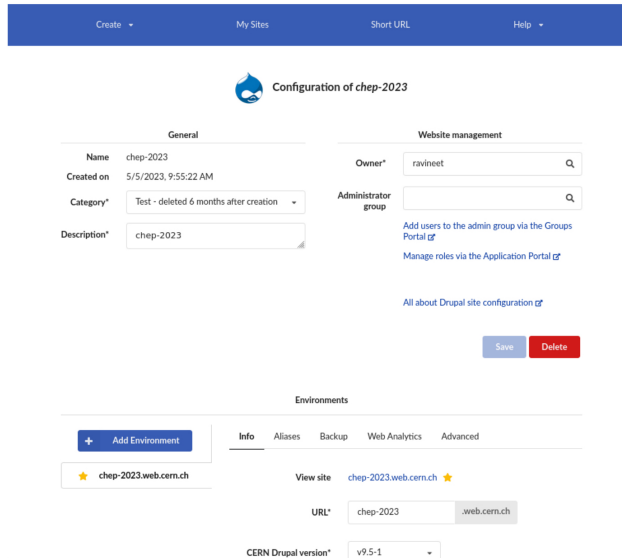 Create My Sites Short URL Help
Configuration of chep-2023
General
Name chep-2023
Created on 5/5/2023, 9:55:22 AM
Category* Test - deleted 6 months after creation
Description* chep-2023
Website management
Owner* ravineet
Administrator
group
Add users to the admin group via the Groups
Portal
Manage roles via the Application Portal
All about Drupal site configuration
Save Delete
Environments
Add Environment
chep-2023.web.cern.ch
Info Aliases Backup Web Analytics Advanced
View site chep-2023.web.cern.ch
URL* chep-2023 .web.cern.ch
CERN Drupal version* v9.5-1